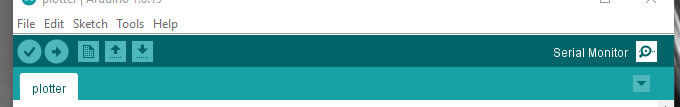 plotter | Arduino 1.8.19
File Edit Sketch Tools Help
Serial Monitor
plotter